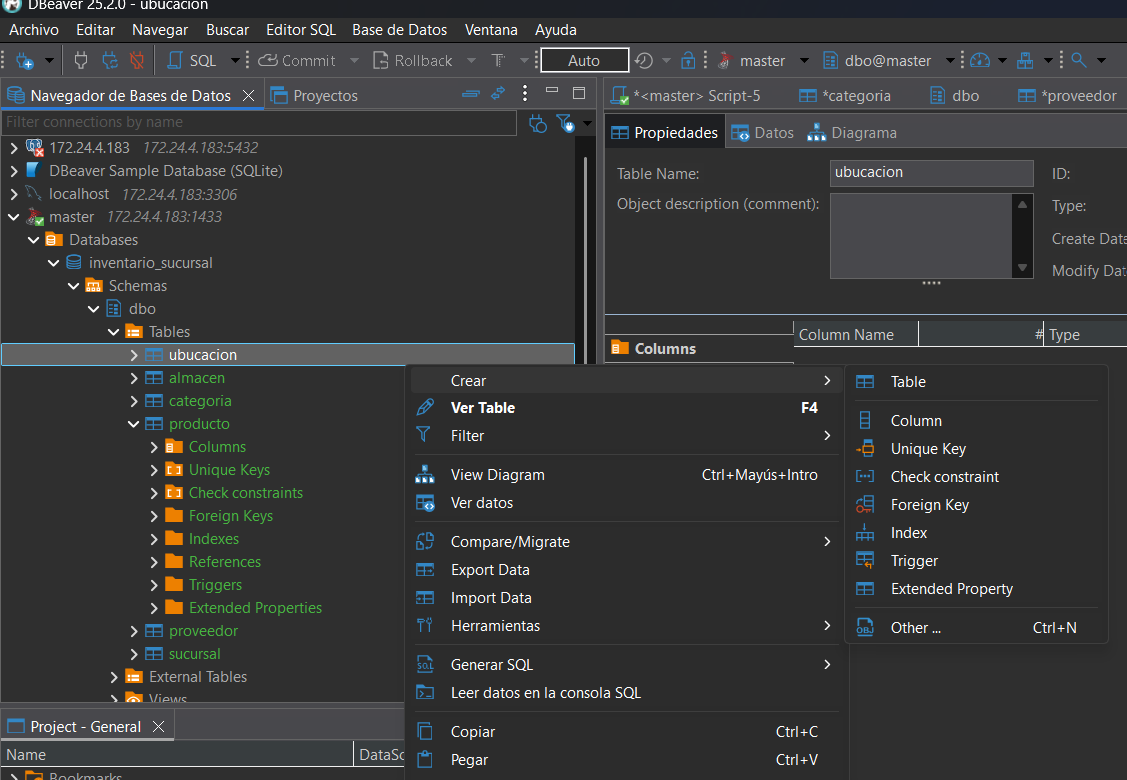 DBeaver 25.2.0 - ubucacion
Archivo Editar Navegar Buscar Editor SQL Base de Datos Ventana Ayuda
SQL Commit Rollback Auto master dbo@master
Navegador de Bases de Datos Proyectos
*<master> Script-5 *categoria dbo *proveedor
Filter connections by name
Propiedades Datos Diagrama
172.24.4.183 172.24.4.183:5432
DBeaver Sample Database (SQLite)
localhost 172.24.4.183:3306
master 172.24.4.183:1433
Databases
inventario_sucursal
Schemas
dbo
Tables
ubucacion
almacen
categoria
producto
Columns
Unique Keys
Check constraints
Foreign Keys
Indexes
References
Triggers
Extended Properties
proveedor
sucursal
External Tables
Views
Table Name: ubucacion ID:
Object description (comment): Type:
Create Date
Modify Dat
Columns
Column Name # Type
Crear
Ver Table F4
Filter
View Diagram Ctrl+Mayús+Intro
Ver datos
Compare/Migrate
Export Data
Import Data
Herramientas
Generar SQL
Leer datos en la consola SQL
Copiar Ctrl+C
Pegar Ctrl+V
Table
Column
Unique Key
Check constraint
Foreign Key
Index
Trigger
Extended Property
Other ... Ctrl+N
Project - General
Name DataSc
Bookmarks